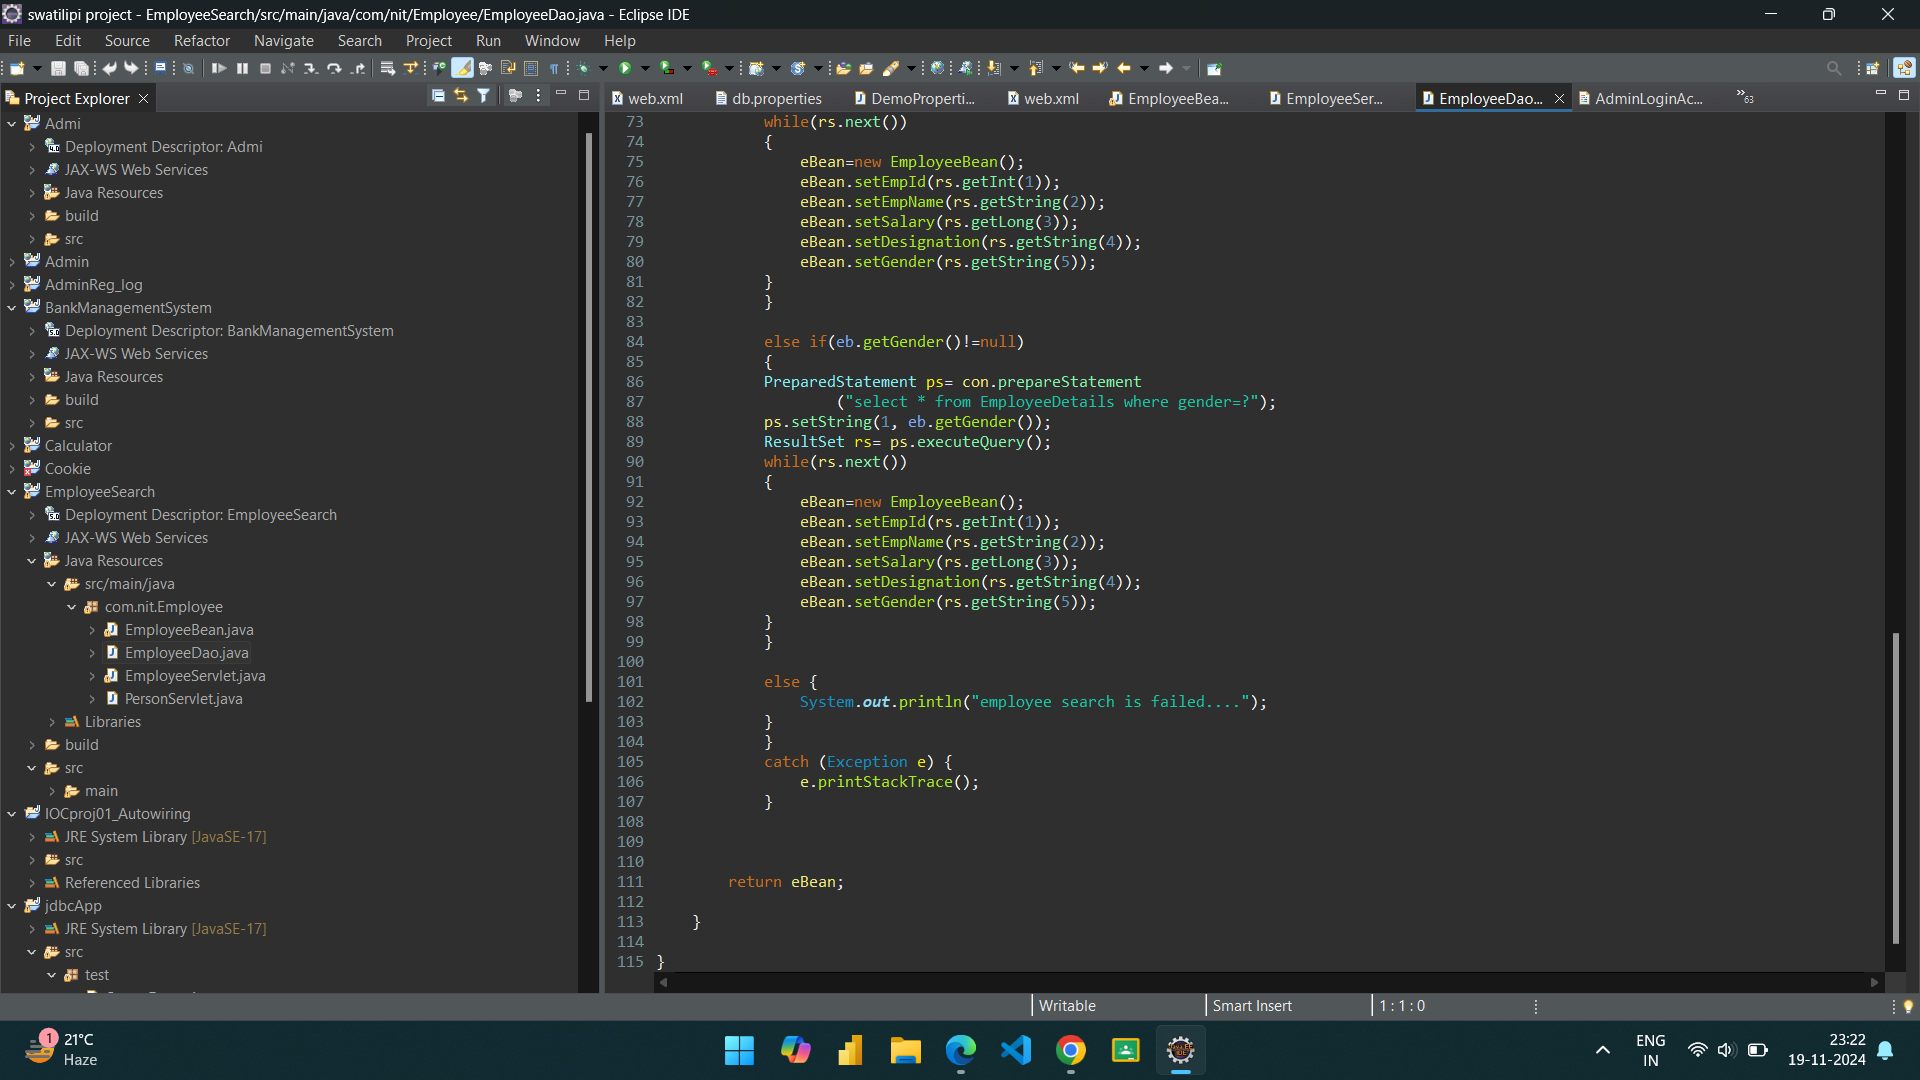 swatilipi project - EmployeeSearch/src/main/java/com/nit/Employee/EmployeeDao.java - Eclipse IDE
File Edit Source Refactor Navigate Search Project Run Window Help
Project Explorer
Admi
Deployment Descriptor: Admi
JAX-WS Web Services
Java Resources
build
src
Admin
AdminReg_log
BankManagementSystem
Deployment Descriptor: BankManagementSystem
JAX-WS Web Services
Java Resources
build
src
Calculator
Cookie
EmployeeSearch
Deployment Descriptor: EmployeeSearch
JAX-WS Web Services
Java Resources
src/main/java
com.nit.Employee
EmployeeBean.java
EmployeeDao.java
EmployeeServlet.java
PersonServlet.java
Libraries
build
src
main
IOCproj01_Autowiring
JRE System Library [JavaSE-17]
src
Referenced Libraries
jdbcApp
JRE System Library [JavaSE-17]
src
test
web.xml db.properties DemoProperti... web.xml EmployeeBea... EmployeeSer... EmployeeDao... AdminLoginAc... »63
73 while(rs.next())
74 {
75 eBean=new EmployeeBean();
76 eBean.setEmpId(rs.getInt(1));
77 eBean.setEmpName(rs.getString(2));
78 eBean.setSalary(rs.getLong(3));
79 eBean.setDesignation(rs.getString(4));
80 eBean.setGender(rs.getString(5));
81 }
82 }
83
84 else if(eb.getGender()!=null)
85 {
86 PreparedStatement ps= con.prepareStatement
87 ("select * from EmployeeDetails where gender=?");
88 ps.setString(1, eb.getGender());
89 ResultSet rs= ps.executeQuery();
90 while(rs.next())
91 {
92 eBean=new EmployeeBean();
93 eBean.setEmpId(rs.getInt(1));
94 eBean.setEmpName(rs.getString(2));
95 eBean.setSalary(rs.getLong(3));
96 eBean.setDesignation(rs.getString(4));
97 eBean.setGender(rs.getString(5));
98 }
99 }
100
101 else {
102 System.out.println("employee search is failed....");
103 }
104 }
105 catch (Exception e) {
106 e.printStackTrace();
107 }
108
109
110
111 return eBean;
112
113 }
114
115 }
Writable Smart Insert 1 : 1 : 0
1 21°C
Haze
ENG
IN
23:22
19-11-2024